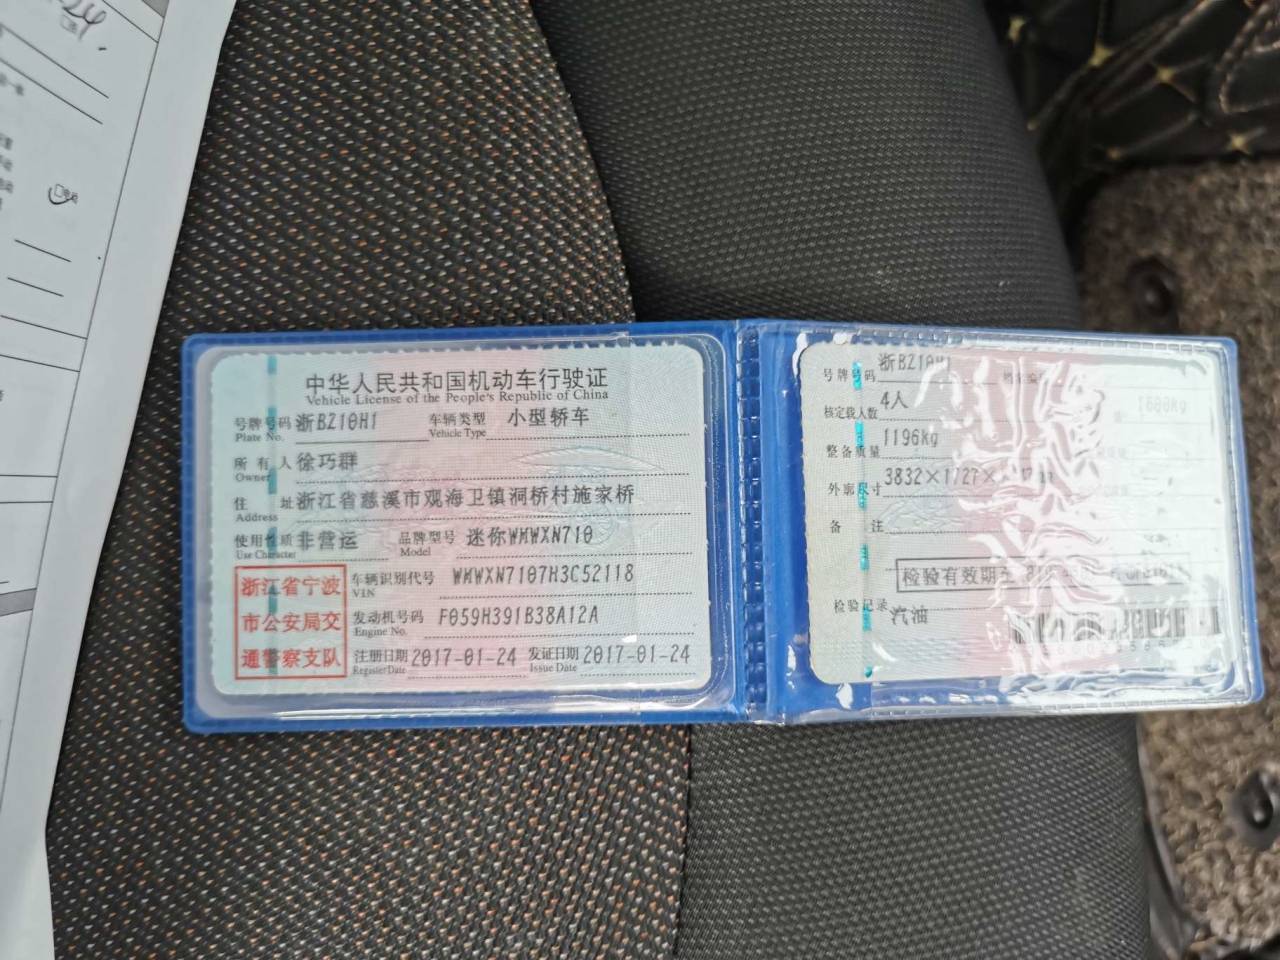 中华人民共和国机动车行驶证
Vehicle License of the People's Republic of China
号牌号码 浙BZ10H1 车辆类型 小型轿车
Plate No. Vehicle Type
所有人 徐巧群
Owner
住址 浙江省慈溪市观海卫镇洞桥村施家桥
Address
使用性质 非营运 品牌型号 迷你WMWXN710
Use Character Model
浙江省宁波
市公安局交
通警察支队
车辆识别代号 WMWXN7107H3C52118
VIN
发动机号码 F059H391B38A12A
Engine No.
注册日期 2017-01-24 发证日期 2017-01-24
Register Date Issue Date
号牌号码 浙BZ10H1
核定载人数 4人
整备质量 1196kg
外廓尺寸 3832×1727×
备注
检验有效期至
检验记录 汽油